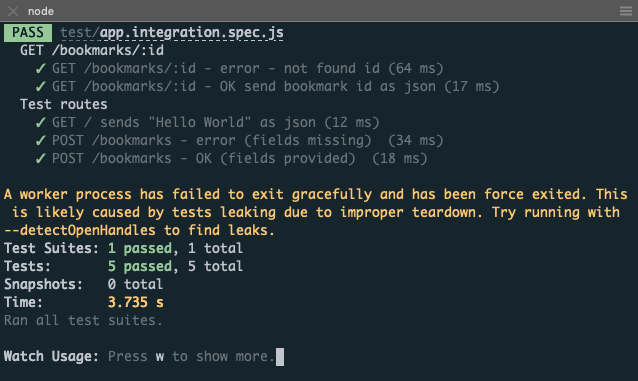 node
PASS test/app.integration.spec.js
GET /bookmarks/:id
✓ GET /bookmarks/:id - error - not found id (64 ms)
✓ GET /bookmarks/:id - OK send bookmark id as json (17 ms)
Test routes
✓ GET / sends "Hello World" as json (12 ms)
✓ POST /bookmarks - error (fields missing)  (34 ms)
✓ POST /bookmarks - OK (fields provided)  (18 ms)
A worker process has failed to exit gracefully and has been force exited. This
is likely caused by tests leaking due to improper teardown. Try running with
--detectOpenHandles to find leaks.
Test Suites: 1 passed, 1 total
Tests:       5 passed, 5 total
Snapshots:   0 total
Time:        3.735 s
Ran all test suites.
Watch Usage: Press w to show more.